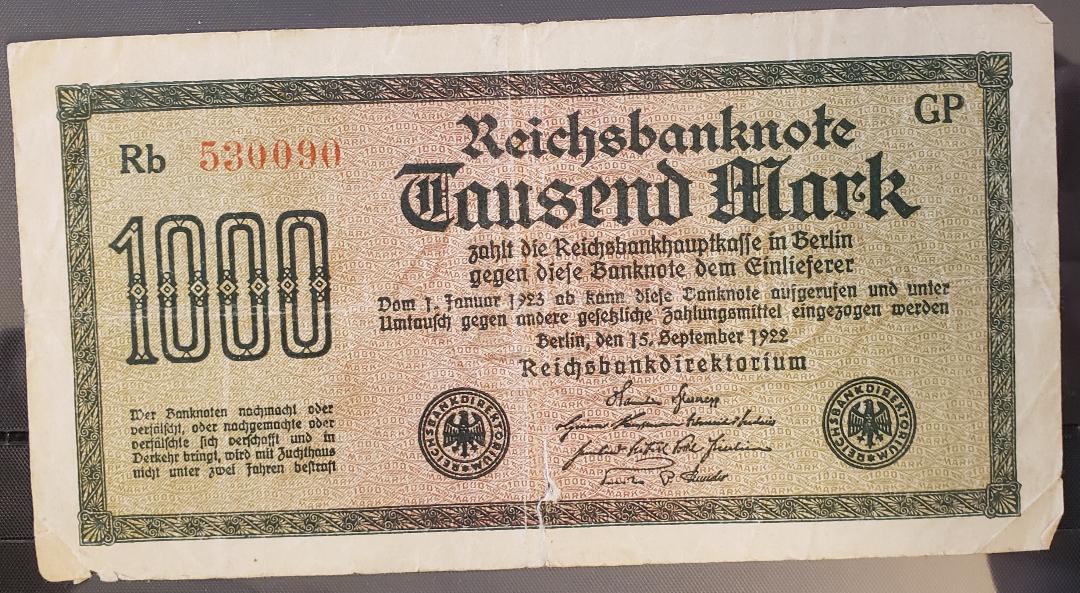 GP
Rb 530090
Reichsbanknote
Tausend Mark
1000
zahlt die Reichsbankhauptkasse in Berlin
gegen diese Banknote dem Einlieferer
Vom 1. Januar 1923 ab kann diese Banknote aufgerufen und unter
Umtausch gegen andere gesetzliche Zahlungsmittel eingezogen werden
Berlin, den 15. September 1922
Reichsbankdirektorium
Wer Banknoten nachmacht oder
verfälscht, oder nachgemachte oder
verfälschte sich verschafft und in
Verkehr bringt, wird mit Zuchthaus
nicht unter zwei Jahren bestraft
REICHSBANKDIREKTORIUM
REICHSBANKDIREKTORIUM